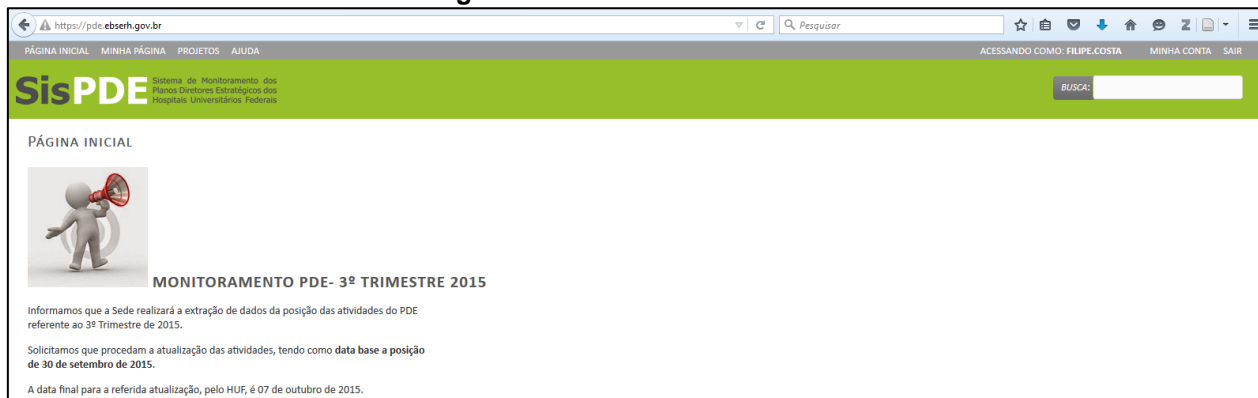 https://pde.ebserh.gov.br
Pesquisar
PÁGINA INICIAL MINHA PÁGINA PROJETOS AJUDA
ACESSANDO COMO: FILIPE.COSTA MINHA CONTA SAIR
SisPDE
Sistema de Monitoramento dos
Planos Diretores Estratégicos dos
Hospitais Universitários Federais
BUSCA:
PÁGINA INICIAL
MONITORAMENTO PDE- 3º TRIMESTRE 2015
Informamos que a Sede realizará a extração de dados da posição das atividades do PDE
referente ao 3º Trimestre de 2015.
Solicitamos que procedam a atualização das atividades, tendo como data base a posição
de 30 de setembro de 2015.
A data final para a referida atualização, pelo HUF, é 07 de outubro de 2015.